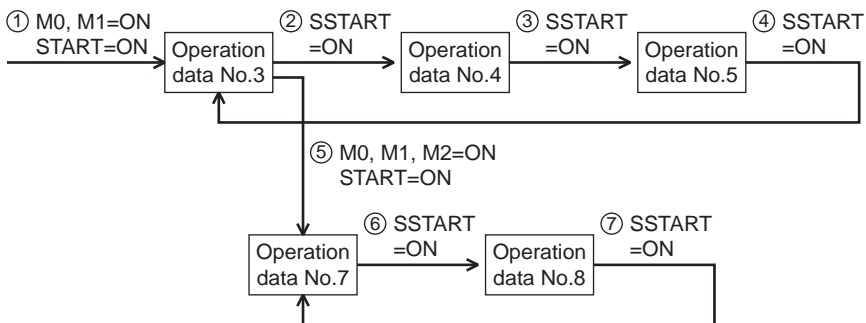 ① M0, M1=ON
START=ON
Operation
data No.3
② SSTART
=ON
Operation
data No.4
③ SSTART
=ON
Operation
data No.5
④ SSTART
=ON
⑤ M0, M1, M2=ON
START=ON
Operation
data No.7
⑥ SSTART
=ON
Operation
data No.8
⑦ SSTART
=ON